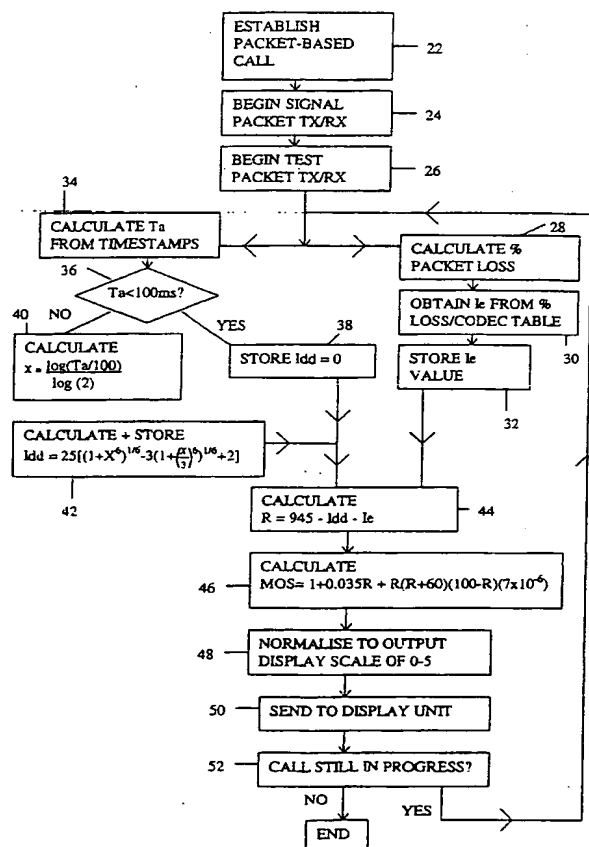 ESTABLISH
PACKET-BASED
CALL
22
BEGIN SIGNAL
PACKET TX/RX
24
BEGIN TEST
PACKET TX/RX
26
34
CALCULATE Ta
FROM TIMESTAMPS
28
CALCULATE %
PACKET LOSS
36
Ta<100ms?
OBTAIN Ie FROM %
LOSS/CODEC TABLE
30
40
NO
YES
38
CALCULATE
x = log(Ta/100)
log (2)
STORE Idd = 0
STORE Ie
VALUE
32
CALCULATE + STORE
Idd = 25[(1+X^6)^1/6-3(1+(x/3)^6)^1/6+2]
42
CALCULATE
R = 945 - Idd - Ie
44
CALCULATE
MOS= 1+0.035R + R(R+60)(100-R)(7x10^-6)
46
NORMALISE TO OUTPUT
DISPLAY SCALE OF 0-5
48
50
SEND TO DISPLAY UNIT
52
CALL STILL IN PROGRESS?
NO
YES
END